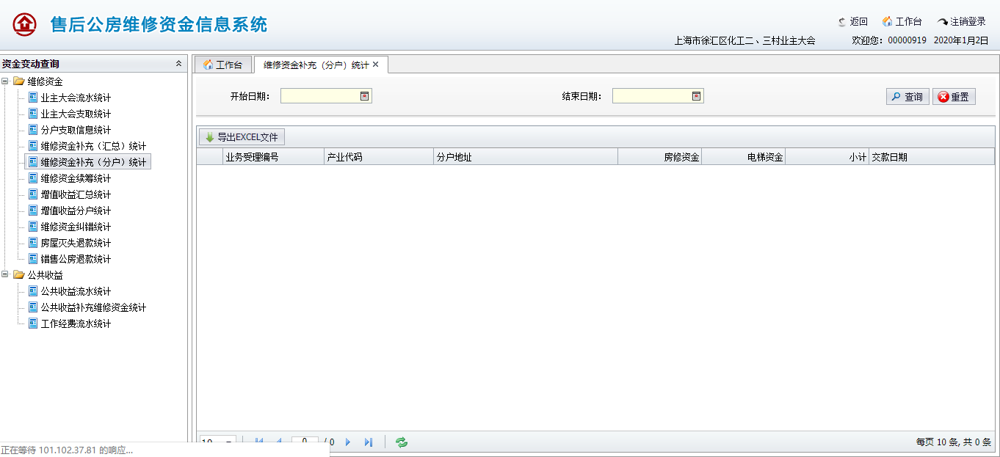 售后公房维修资金信息系统
返回 工作台 注销登录
上海市徐汇区化工二、三村业主大会 欢迎您：00000919 2020年1月2日
资金变动查询
维修资金
业主大会流水统计
业主大会支取统计
分户支取信息统计
维修资金补充（汇总）统计
维修资金补充（分户）统计
维修资金续筹统计
增值收益汇总统计
增值收益分户统计
维修资金纠错统计
房屋灭失退款统计
错售公房退款统计
公共收益
公共收益流水统计
公共收益补充维修资金统计
工作经费流水统计
工作台 维修资金补充（分户）统计 ×
开始日期： 结束日期： 查询 重置
导出EXCEL文件
业务受理编号 产业代码 分户地址 房修资金 电梯资金 小计 交款日期
10 0 / 0 每页 10 条, 共 0 条
正在等待 101.102.37.81 的响应...